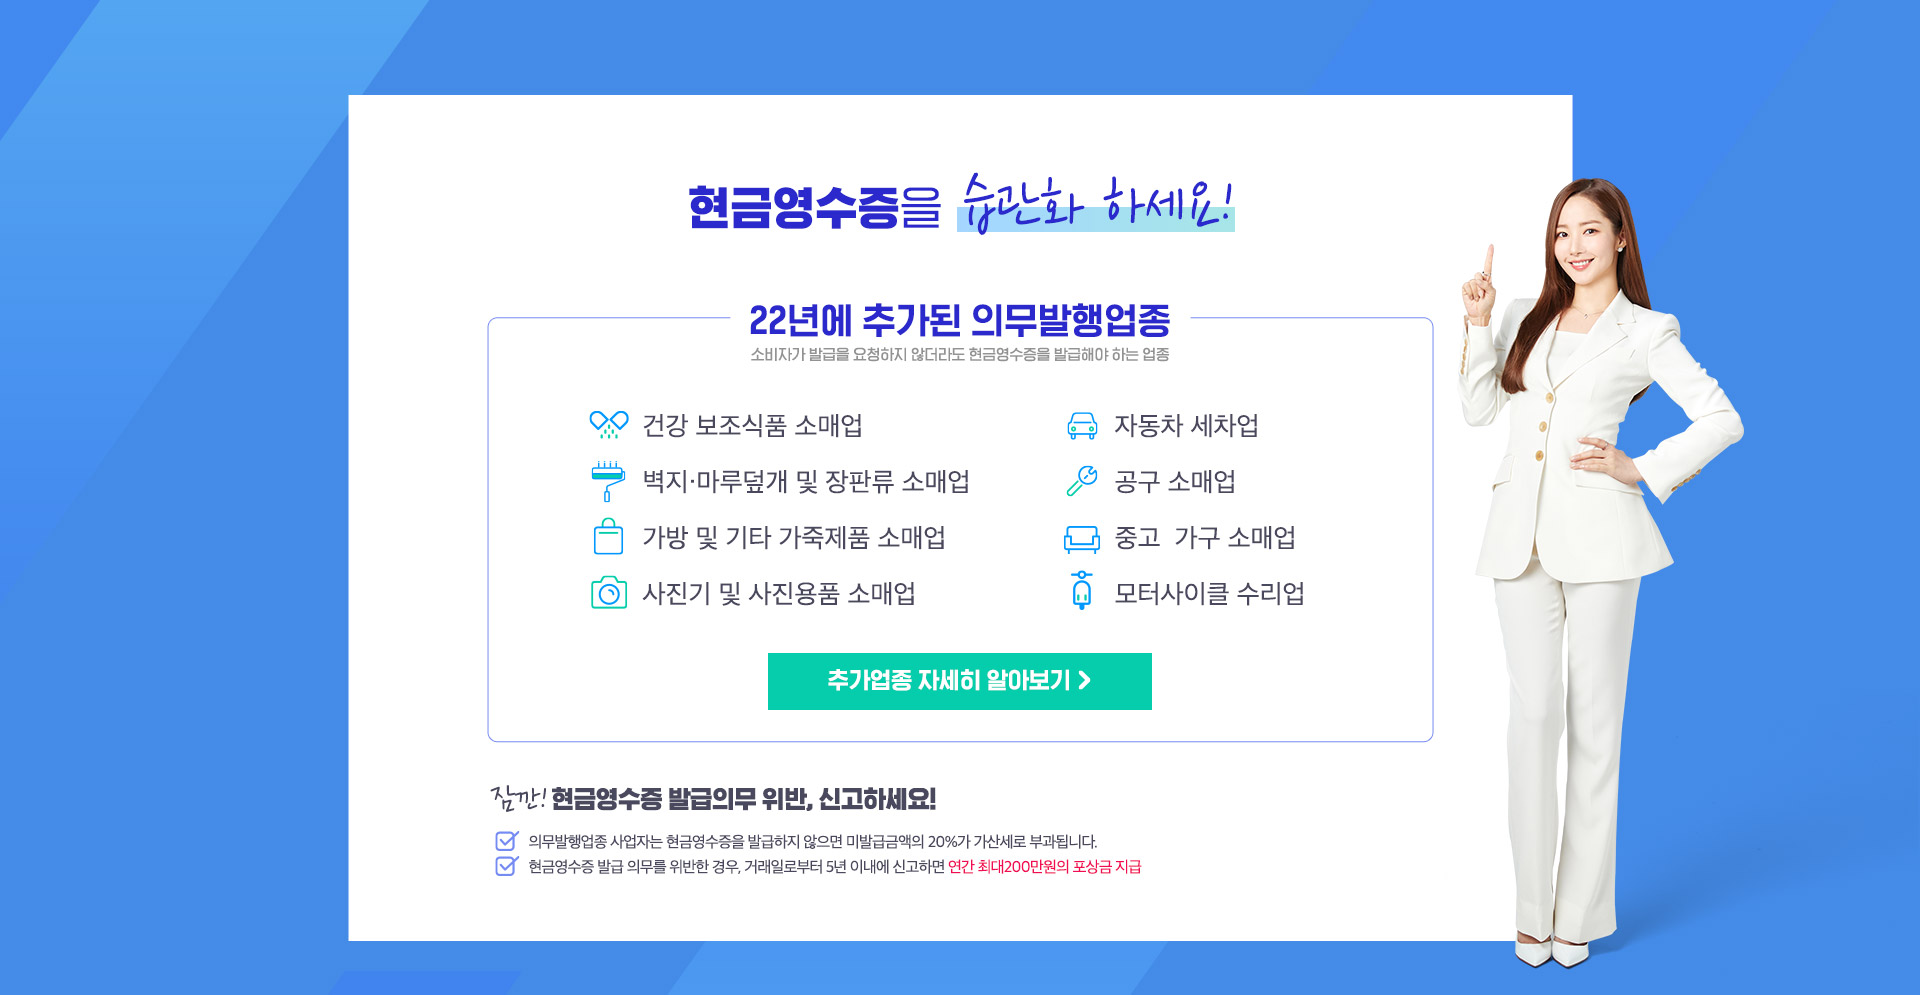 현금영수증을 습관화 하세요!
22년에 추가된 의무발행업종
소비자가 발급을 요청하지 않더라도 현금영수증을 발급해야 하는 업종
건강 보조식품 소매업
자동차 세차업
벽지·마루덮개 및 장판류 소매업
공구 소매업
가방 및 기타 가죽제품 소매업
중고 가구 소매업
사진기 및 사진용품 소매업
모터사이클 수리업
추가업종 자세히 알아보기 >
잠깐! 현금영수증 발급의무 위반, 신고하세요!
의무발행업종 사업자는 현금영수증을 발급하지 않으면 미발급금액의 20%가 가산세로 부과됩니다.
현금영수증 발급 의무를 위반한 경우, 거래일로부터 5년 이내에 신고하면 연간 최대200만원의 포상금 지급